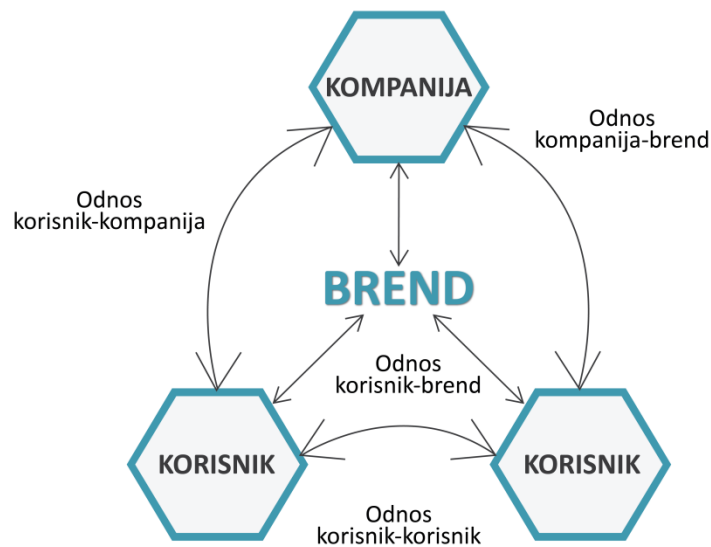 KOMPANIJA
Odnos
kompanija-brend
Odnos
korisnik-kompanija
BREND
Odnos
korisnik-brend
KORISNIK
KORISNIK
Odnos
korisnik-korisnik